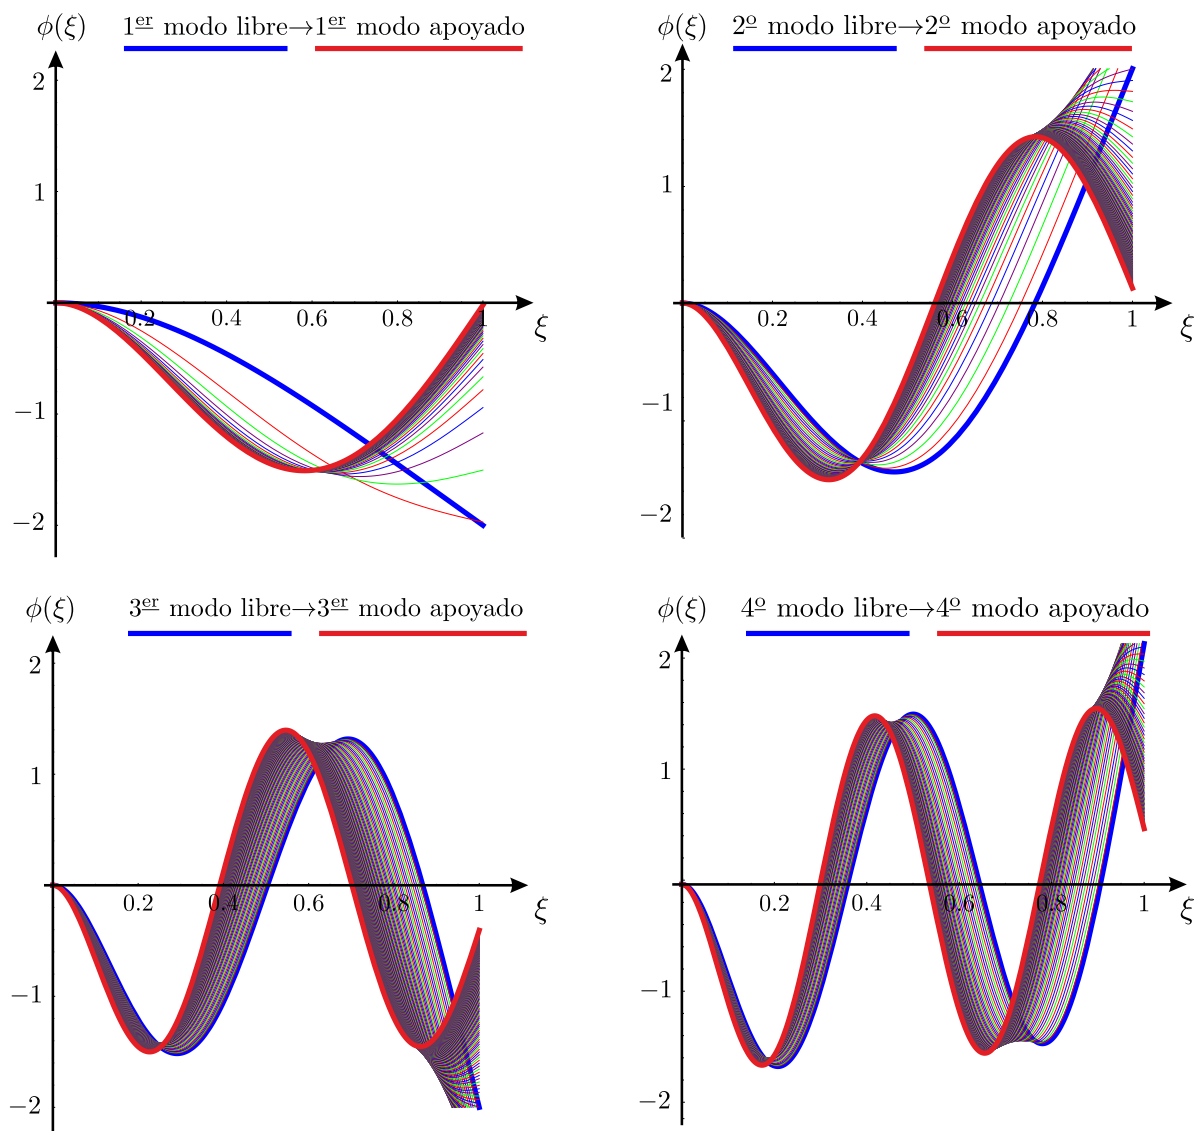 ϕ(ξ) 1er modo libre→1er modo apoyado
2
1
0.2 0.4 0.6 0.8 1
ξ
−1
−2
ϕ(ξ) 2o modo libre→2o modo apoyado
2
1
0.2 0.4 0.6 0.8 1
ξ
−1
−2
ϕ(ξ) 3er modo libre→3er modo apoyado
2
1
0.2 0.4 0.6 0.8 1
ξ
−1
−2
ϕ(ξ) 4o modo libre→4o modo apoyado
2
1
0.2 0.4 0.6 0.8 1
ξ
−1
−2